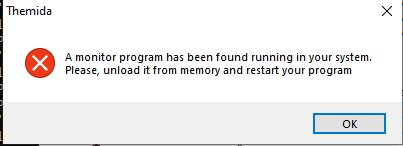 Themida
A monitor program has been found running in your system.
Please, unload it from memory and restart your program
OK